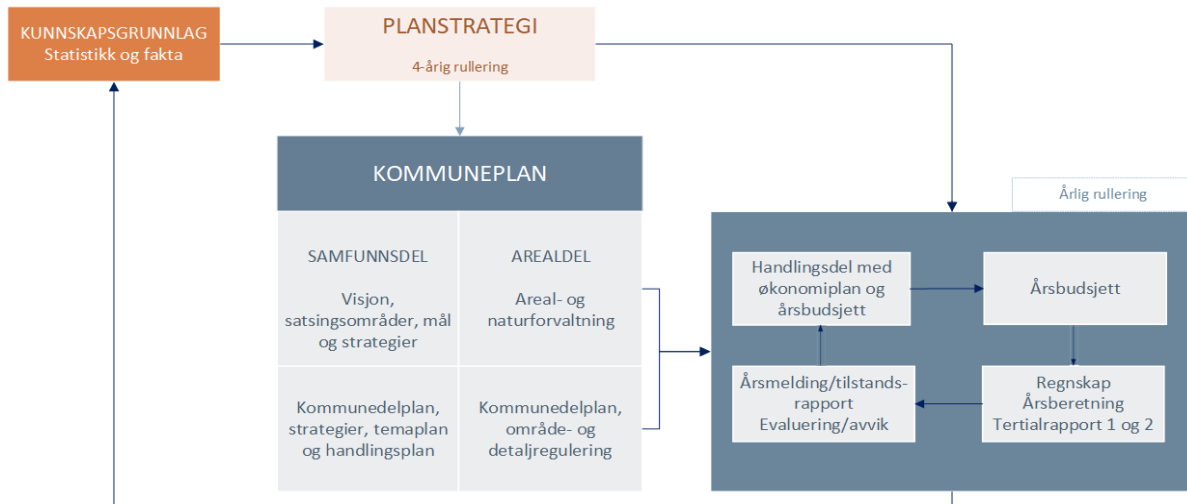 KUNNSKAPSGRUNNLAG
Statistikk og fakta
PLANSTRATEGI
4-årig rullering
KOMMUNEPLAN
SAMFUNNSDEL
Visjon,
satsingsområder, mål
og strategier
AREALDEL
Areal- og
naturforvaltning
Kommunedelplan,
strategier, temaplan
og handlingsplan
Kommunedelplan,
område- og
detaljregulering
Årlig rullering
Handlingsdel med
økonomiplan og
årsbudsjett
Årsbudsjett
Årsmelding/tilstands-
rapport
Evaluering/avvik
Regnskap
Årsberetning
Tertialrapport 1 og 2